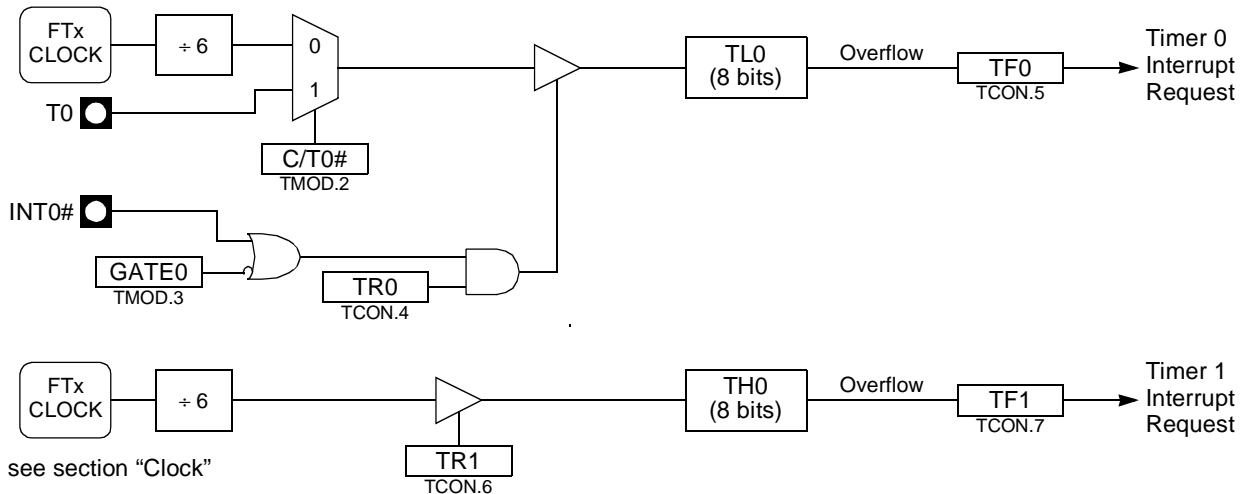 FTx
CLOCK
÷ 6
0
1
T0
C/T0#
TMOD.2
TL0
(8 bits)
Overflow
TF0
TCON.5
Timer 0
Interrupt
Request
INT0#
GATE0
TMOD.3
TR0
TCON.4
FTx
CLOCK
÷ 6
TR1
TCON.6
TH0
(8 bits)
Overflow
TF1
TCON.7
Timer 1
Interrupt
Request
see section “Clock”